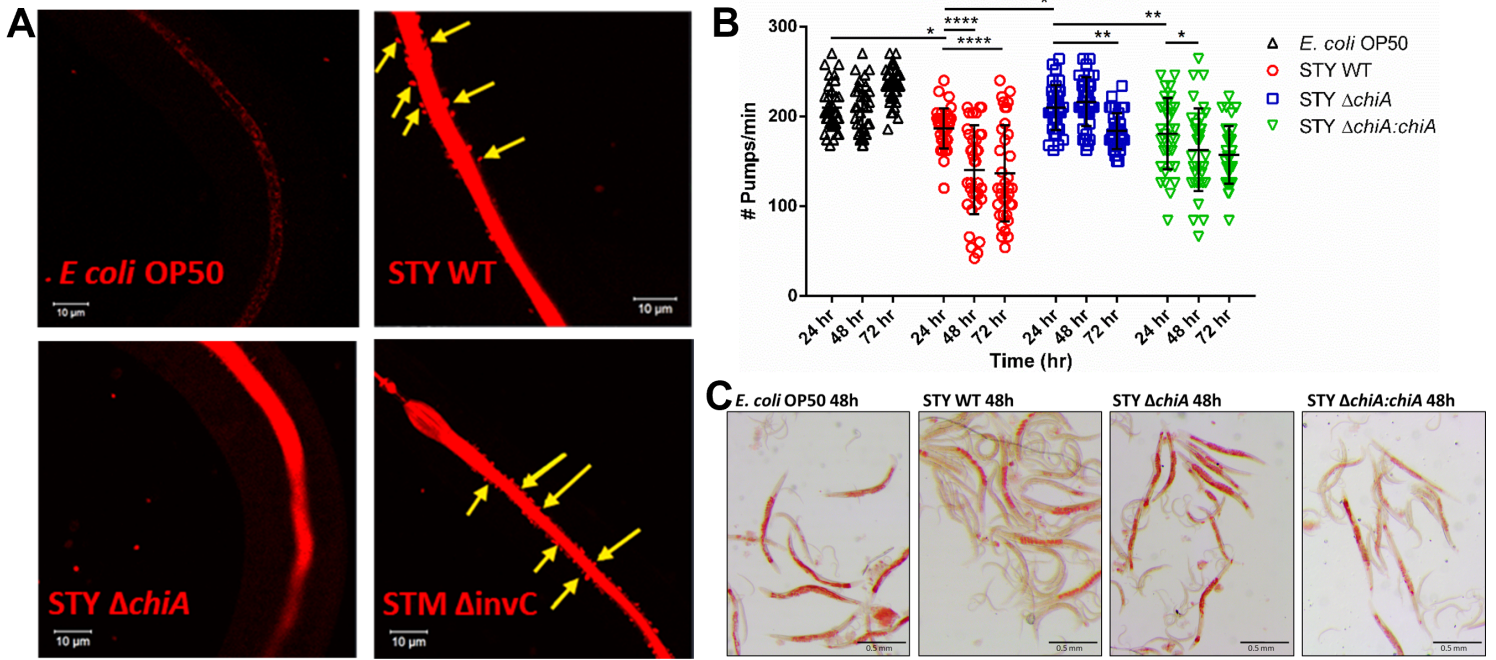 A
E coli OP50
10 µm
STY WT
10 µm
STY ΔchiA
10 µm
STM ΔinvC
10 µm
B
# Pumps/min
300
200
100
0
*
****
****
*
**
**
*
24 hr
48 hr
72 hr
24 hr
48 hr
72 hr
24 hr
48 hr
72 hr
24 hr
48 hr
72 hr
Time (hr)
E. coli OP50
STY WT
STY ΔchiA
STY ΔchiA:chiA
C
E. coli OP50 48h
STY WT 48h
STY ΔchiA 48h
STY ΔchiA:chiA 48h
0.5 mm
0.5 mm
0.5 mm
0.5 mm